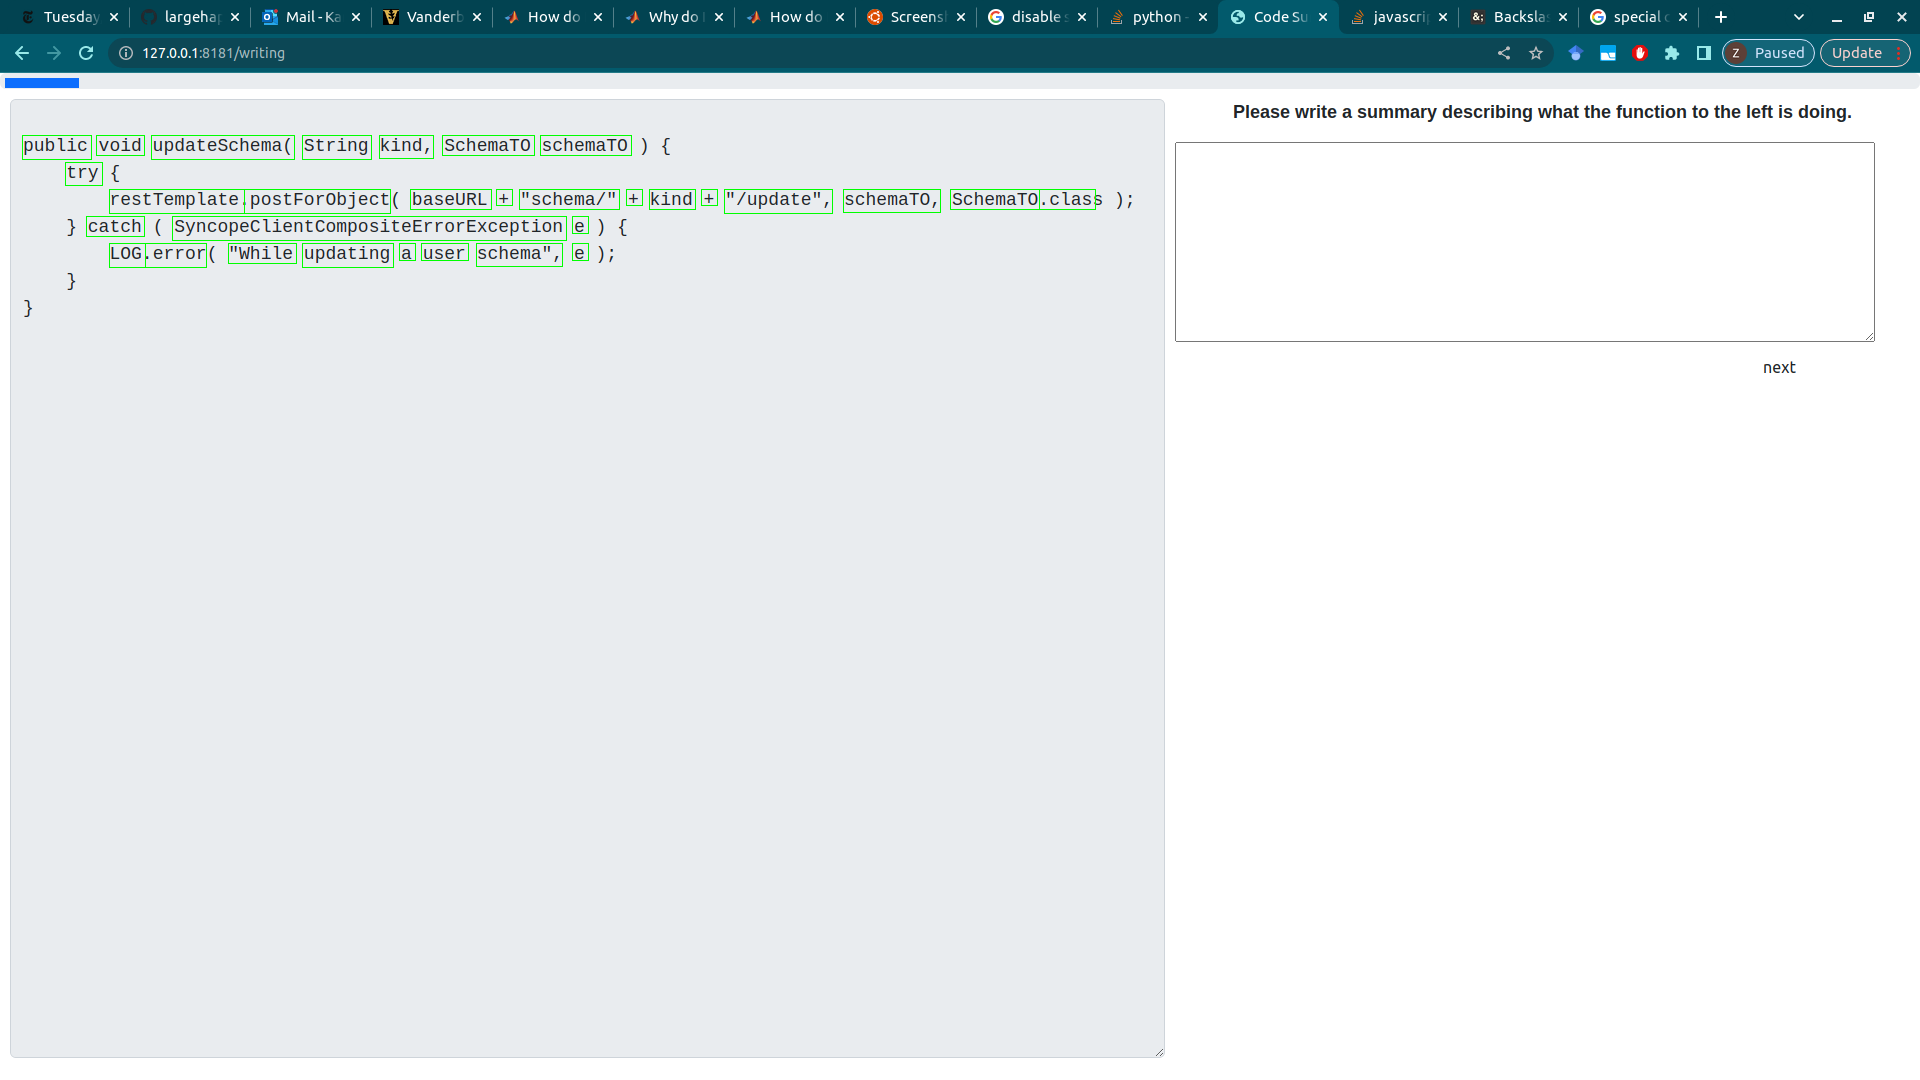 Tuesday
largehap
Mail - Ka
Vanderb
How do
Why do
How do
Screens
disable s
python -
Code Su
javascrip
Backslas
special c
127.0.0.1:8181/writing
Z Paused
Update
Please write a summary describing what the function to the left is doing.
public void updateSchema( String kind, SchemaTO schemaTO ) {
try {
restTemplate.postForObject( baseURL + "schema/" + kind + "/update", schemaTO, SchemaTO.class );
} catch ( SyncopeClientCompositeErrorException e ) {
LOG.error( "While updating a user schema", e );
}
}
next